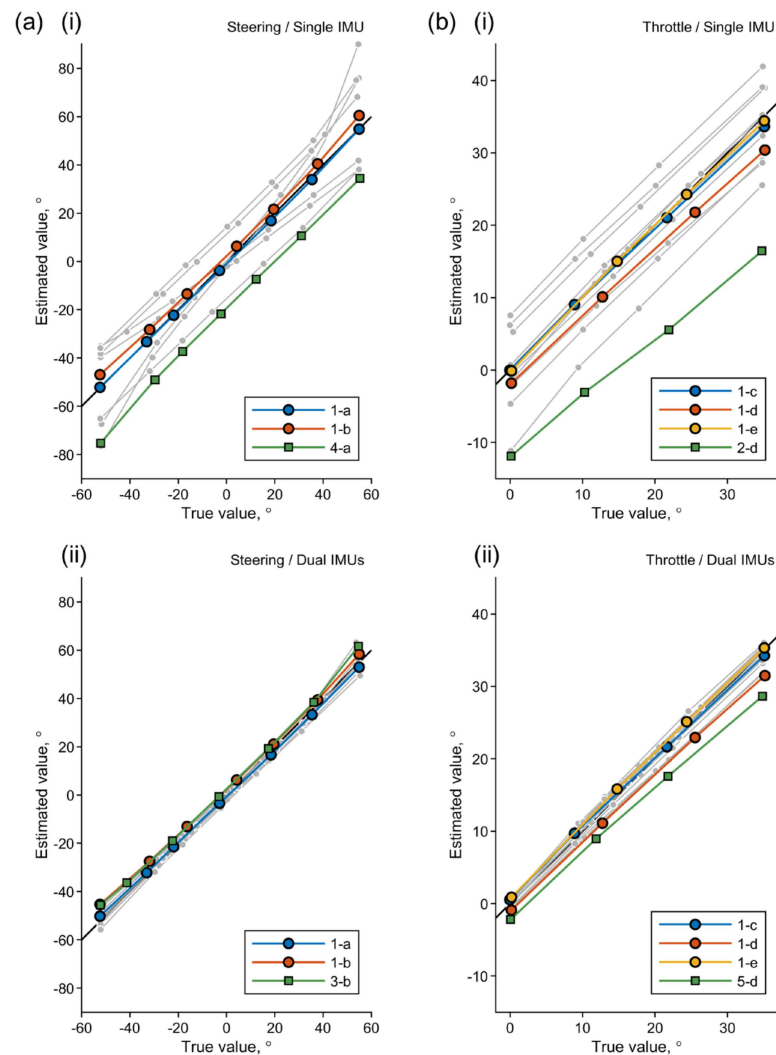 (a) (i) Steering / Single IMU
80
60
40
20
0
-20
-40
-60
-80
Estimated value, °
-60 -40 -20 0 20 40 60
True value, °
1-a
1-b
4-a
(b) (i) Throttle / Single IMU
40
30
20
10
0
-10
Estimated value, °
0 10 20 30
True value, °
1-c
1-d
1-e
2-d
(ii) Steering / Dual IMUs
80
60
40
20
0
-20
-40
-60
-80
Estimated value, °
-60 -40 -20 0 20 40 60
True value, °
1-a
1-b
3-b
(ii) Throttle / Dual IMUs
40
30
20
10
0
-10
Estimated value, °
0 10 20 30
True value, °
1-c
1-d
1-e
5-d